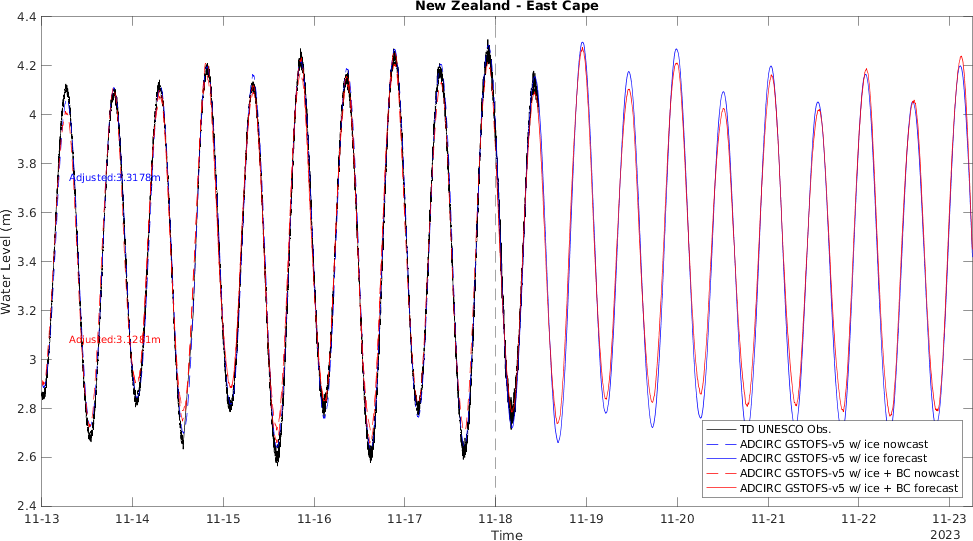 New Zealand - East Cape
Water Level (m)
4.4
4.2
4
3.8
3.6
3.4
3.2
3
2.8
2.6
2.4
Adjusted:3.3178m
Adjusted:3.1281m
TD UNESCO Obs.
ADCIRC GSTOFS-v5 w/ ice nowcast
ADCIRC GSTOFS-v5 w/ ice forecast
ADCIRC GSTOFS-v5 w/ ice + BC nowcast
ADCIRC GSTOFS-v5 w/ ice + BC forecast
11-13 11-14 11-15 11-16 11-17 11-18 11-19 11-20 11-21 11-22 11-23
Time
2023